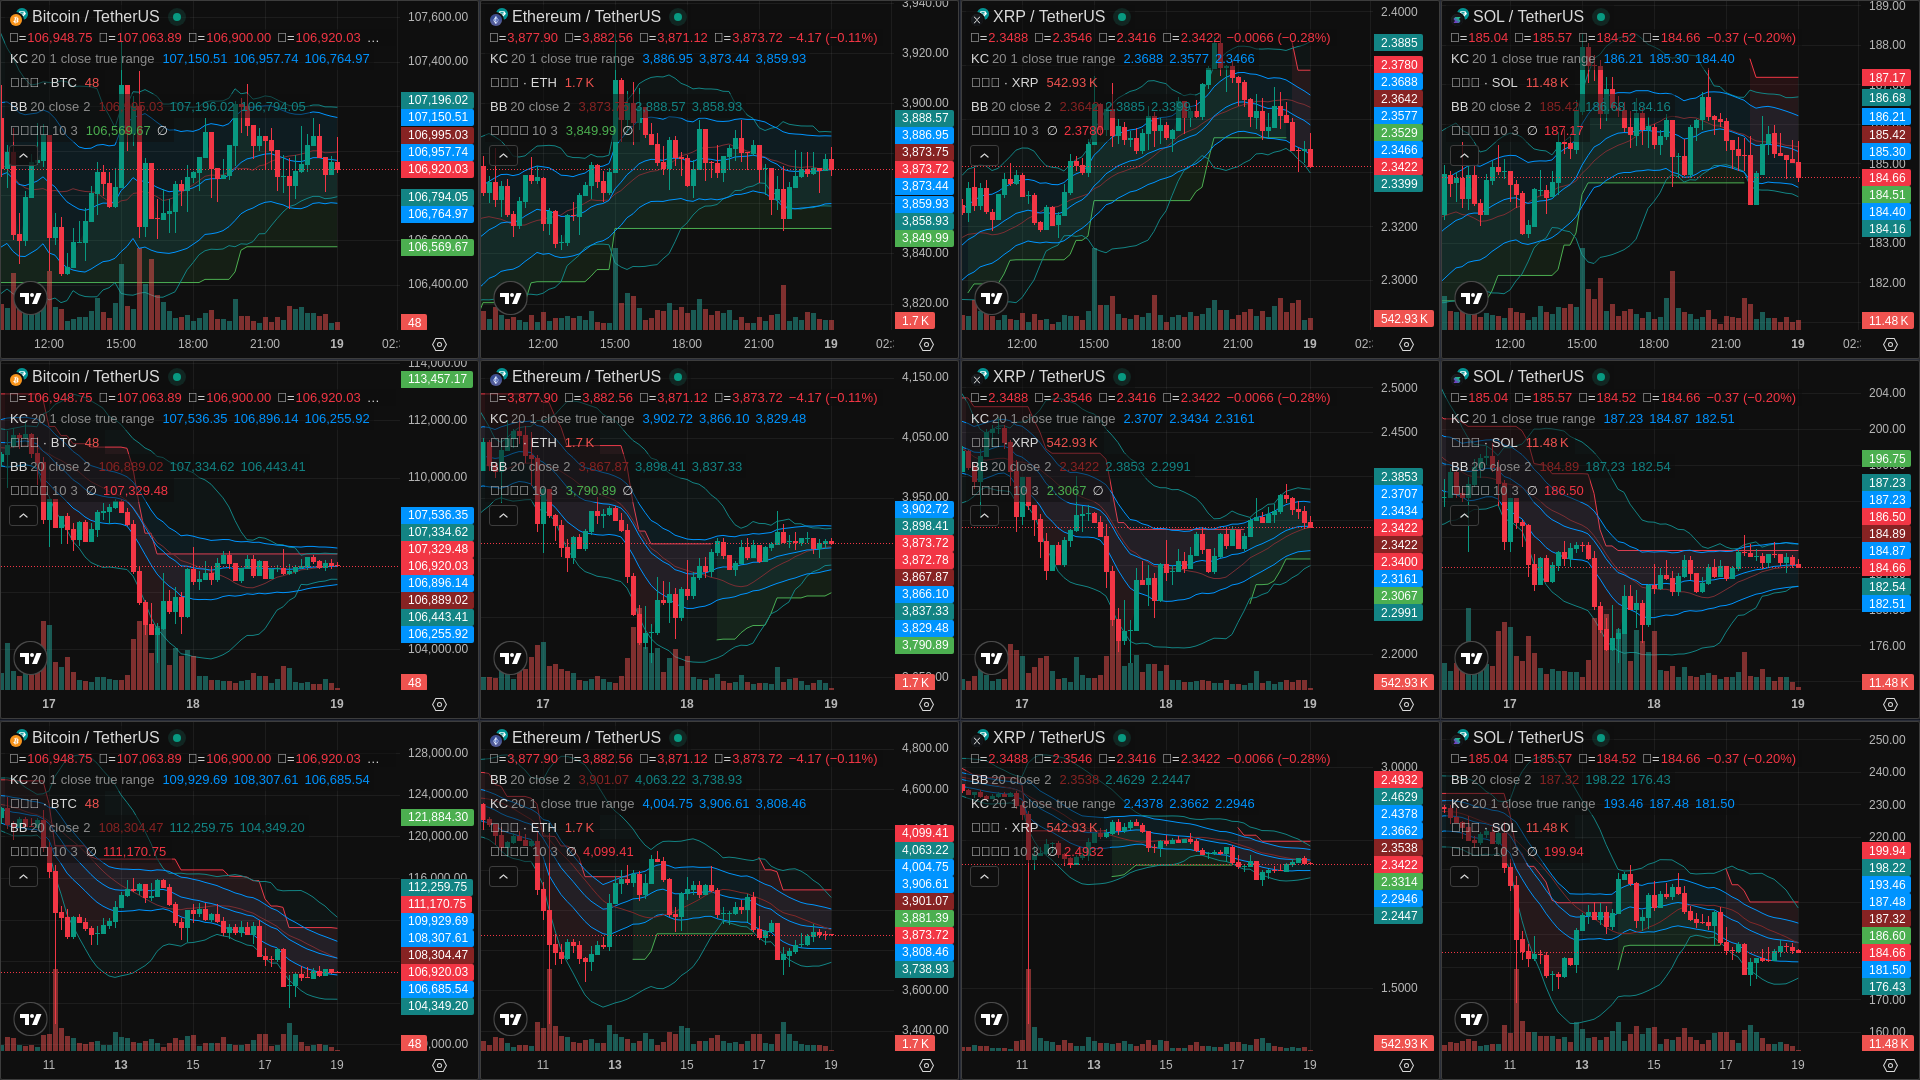 Bitcoin / TetherUS
□=106,948.75 □=107,063.89 □=106,900.00 □=106,920.03 ...
KC 20 1 close true range 107,150.51 106,957.74 106,764.97
□□□ · BTC 48
BB 20 close 2 106,995.03 107,196.02 106,794.05
□□□□ 10 3 106,569.67 ∅
107,600.00
107,400.00
107,196.02
107,150.51
106,995.03
106,957.74
106,920.03
106,794.05
106,764.97
106,569.67
106,400.00
48
12:00 15:00 18:00 21:00 19 02:
Ethereum / TetherUS
□=3,877.90 □=3,882.56 □=3,871.12 □=3,873.72 −4.17 (−0.11%)
KC 20 1 close true range 3,886.95 3,873.44 3,859.93
□□□ · ETH 1.7 K
BB 20 close 2 3,873.75 3,888.57 3,858.93
□□□□ 10 3 3,849.99 ∅
3,940.00
3,920.00
3,900.00
3,888.57
3,886.95
3,873.75
3,873.72
3,873.44
3,859.93
3,858.93
3,849.99
3,840.00
3,820.00
1.7 K
12:00 15:00 18:00 21:00 19 02:
XRP / TetherUS
□=2.3488 □=2.3546 □=2.3416 □=2.3422 −0.0066 (−0.28%)
KC 20 1 close true range 2.3688 2.3577 2.3466
□□□ · XRP 542.93 K
BB 20 close 2 2.3642 2.3885 2.3399
□□□□ 10 3 ∅ 2.3780
2.4000
2.3885
2.3780
2.3688
2.3642
2.3577
2.3529
2.3466
2.3422
2.3399
2.3200
2.3000
542.93 K
12:00 15:00 18:00 21:00 19 02:
SOL / TetherUS
□=185.04 □=185.57 □=184.52 □=184.66 −0.37 (−0.20%)
KC 20 1 close true range 186.21 185.30 184.40
□□□ · SOL 11.48 K
BB 20 close 2 185.42 186.68 184.16
□□□□ 10 3 ∅ 187.17
189.00
188.00
187.17
186.68
186.21
185.42
185.30
185.00
184.66
184.51
184.40
184.16
183.00
182.00
11.48 K
12:00 15:00 18:00 21:00 19 02:
Bitcoin / TetherUS
□=106,948.75 □=107,063.89 □=106,900.00 □=106,920.03 ...
KC 20 1 close true range 107,536.35 106,896.14 106,255.92
□□□ · BTC 48
BB 20 close 2 106,889.02 107,334.62 106,443.41
□□□□ 10 3 ∅ 107,329.48
114,000.00
113,457.17
112,000.00
110,000.00
107,536.35
107,334.62
107,329.48
106,920.03
106,896.14
106,889.02
106,443.41
106,255.92
104,000.00
48
17 18 19
Ethereum / TetherUS
□=3,877.90 □=3,882.56 □=3,871.12 □=3,873.72 −4.17 (−0.11%)
KC 20 1 close true range 3,902.72 3,866.10 3,829.48
□□□ · ETH 1.7 K
BB 20 close 2 3,867.87 3,898.41 3,837.33
□□□□ 10 3 3,790.89 ∅
4,150.00
4,050.00
3,950.00
3,902.72
3,898.41
3,873.72
3,872.78
3,867.87
3,866.10
3,837.33
3,829.48
3,790.89
1.7 K
17 18 19
XRP / TetherUS
□=2.3488 □=2.3546 □=2.3416 □=2.3422 −0.0066 (−0.28%)
KC 20 1 close true range 2.3707 2.3434 2.3161
□□□ · XRP 542.93 K
BB 20 close 2 2.3422 2.3853 2.2991
□□□□ 10 3 2.3067 ∅
2.5000
2.4500
2.3853
2.3707
2.3434
2.3422
2.3422
2.3400
2.3161
2.3067
2.2991
2.2000
542.93 K
17 18 19
SOL / TetherUS
□=185.04 □=185.57 □=184.52 □=184.66 −0.37 (−0.20%)
KC 20 1 close true range 187.23 184.87 182.51
□□□ · SOL 11.48 K
BB 20 close 2 184.89 187.23 182.54
□□□□ 10 3 ∅ 186.50
204.00
200.00
196.75
187.23
187.23
186.50
184.89
184.87
184.66
182.54
182.51
176.00
11.48 K
17 18 19
Bitcoin / TetherUS
□=106,948.75 □=107,063.89 □=106,900.00 □=106,920.03 ...
KC 20 1 close true range 109,929.69 108,307.61 106,685.54
□□□ · BTC 48
BB 20 close 2 108,304.47 112,259.75 104,349.20
□□□□ 10 3 ∅ 111,170.75
128,000.00
124,000.00
121,884.30
120,000.00
116,000.00
112,259.75
111,170.75
109,929.69
108,307.61
108,304.47
106,920.03
106,685.54
104,349.20
48
11 13 15 17 19
Ethereum / TetherUS
□=3,877.90 □=3,882.56 □=3,871.12 □=3,873.72 −4.17 (−0.11%)
BB 20 close 2 3,901.07 4,063.22 3,738.93
KC 20 1 close true range 4,004.75 3,906.61 3,808.46
□□□ · ETH 1.7 K
□□□□ 10 3 ∅ 4,099.41
4,800.00
4,600.00
4,099.41
4,063.22
4,004.75
3,906.61
3,901.07
3,881.39
3,873.72
3,808.46
3,738.93
3,600.00
3,400.00
1.7 K
11 13 15 17 19
XRP / TetherUS
□=2.3488 □=2.3546 □=2.3416 □=2.3422 −0.0066 (−0.28%)
BB 20 close 2 2.3538 2.4629 2.2447
KC 20 1 close true range 2.4378 2.3662 2.2946
□□□ · XRP 542.93 K
□□□□ 10 3 ∅ 2.4932
3.0000
2.4932
2.4629
2.4378
2.3662
2.3538
2.3422
2.3314
2.2946
2.2447
1.5000
542.93 K
11 13 15 17 19
SOL / TetherUS
□=185.04 □=185.57 □=184.52 □=184.66 −0.37 (−0.20%)
BB 20 close 2 187.32 198.22 176.43
KC 20 1 close true range 193.46 187.48 181.50
□□□ · SOL 11.48 K
□□□□ 10 3 ∅ 199.94
250.00
240.00
230.00
220.00
199.94
198.22
193.46
187.48
187.32
186.60
184.66
181.50
176.43
170.00
160.00
11.48 K
11 13 15 17 19